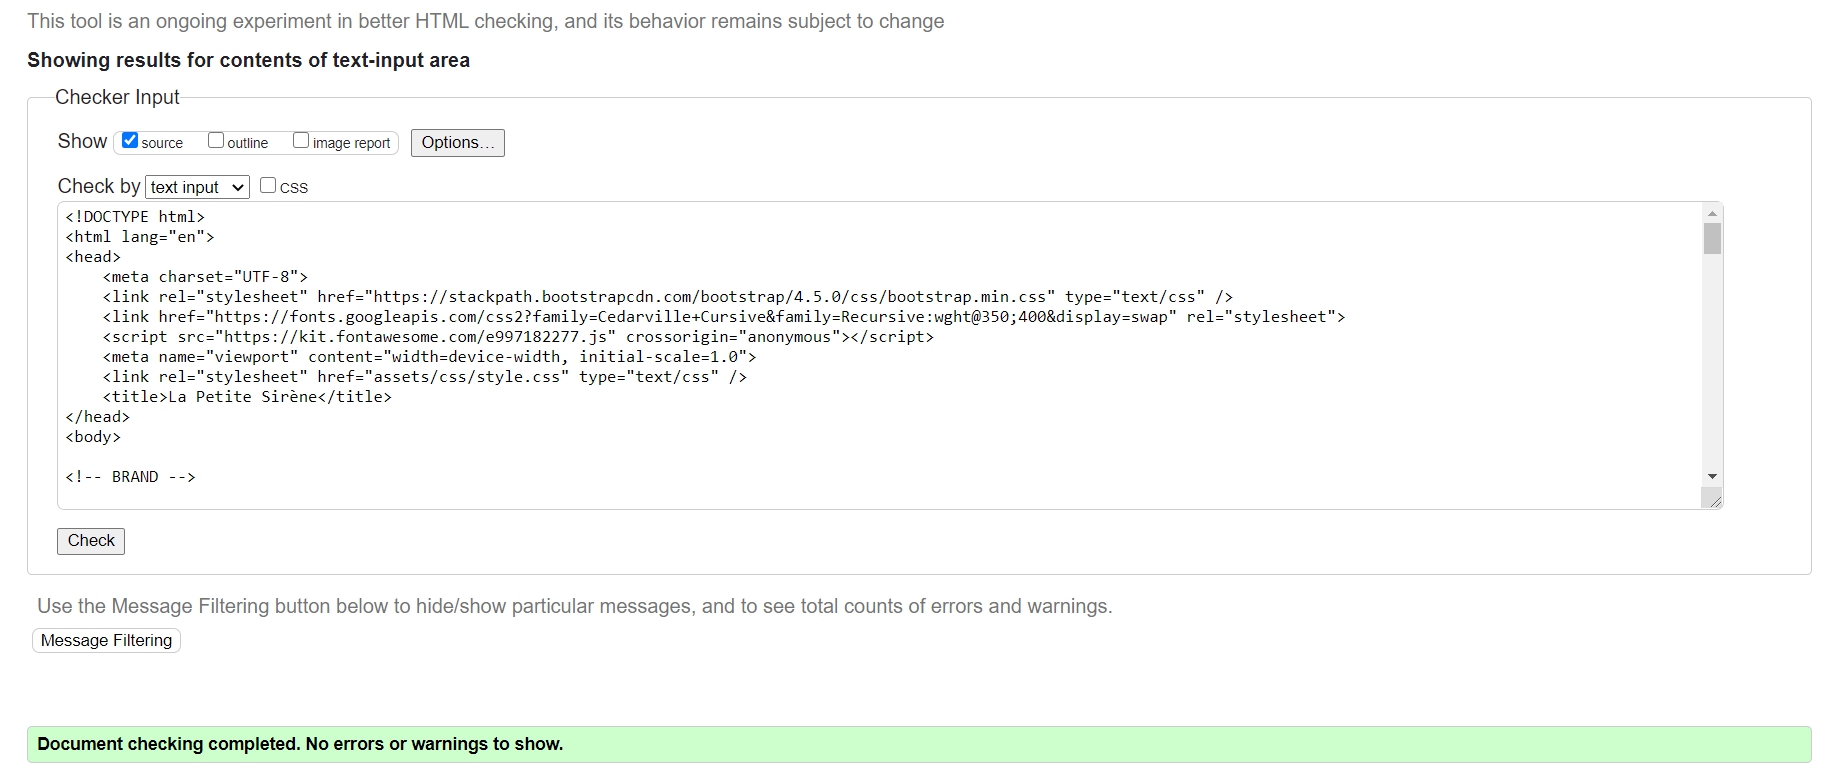 This tool is an ongoing experiment in better HTML checking, and its behavior remains subject to change
Showing results for contents of text-input area
Checker Input
Show source outline image report Options...
Check by text input CSS
<!DOCTYPE html>
<html lang="en">
<head>
    <meta charset="UTF-8">
    <link rel="stylesheet" href="https://stackpath.bootstrapcdn.com/bootstrap/4.5.0/css/bootstrap.min.css" type="text/css" />
    <link href="https://fonts.googleapis.com/css2?family=Cedarville+Cursive&family=Recursive:wght@350;400&display=swap" rel="stylesheet">
    <script src="https://kit.fontawesome.com/e997182277.js" crossorigin="anonymous"></script>
    <meta name="viewport" content="width=device-width, initial-scale=1.0">
    <link rel="stylesheet" href="assets/css/style.css" type="text/css" />
    <title>La Petite Sirène</title>
</head>
<body>
<!-- BRAND -->
Check
Use the Message Filtering button below to hide/show particular messages, and to see total counts of errors and warnings.
Message Filtering
Document checking completed. No errors or warnings to show.